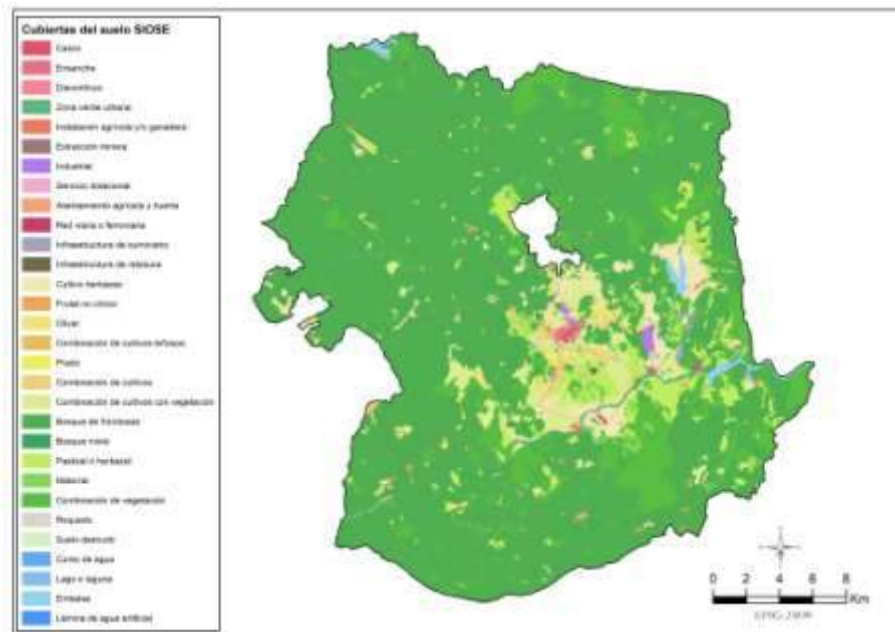 Cubiertas del suelo SIOSE
Casco
Ensanche
Discontinuo
Zona verde urbana
Instalación agrícola y/o ganadera
Extracción minera
Industrial
Servicio dotacional
Asentamiento agrícola y huerta
Red viaria o ferroviaria
Infraestructura de suministro
Infraestructura de residuos
Cultivo herbáceo
Frutal no cítrico
Olivar
Combinación de cultivos leñosos
Prado
Combinación de cultivos
Combinación de cultivos con vegetación
Bosque de frondosas
Bosque mixto
Pastizal o herbazal
Matorral
Combinación de vegetación
Roquedo
Suelo desnudo
Curso de agua
Lago o laguna
Embalse
Lámina de agua artificial
0 2 4 6 8
Km